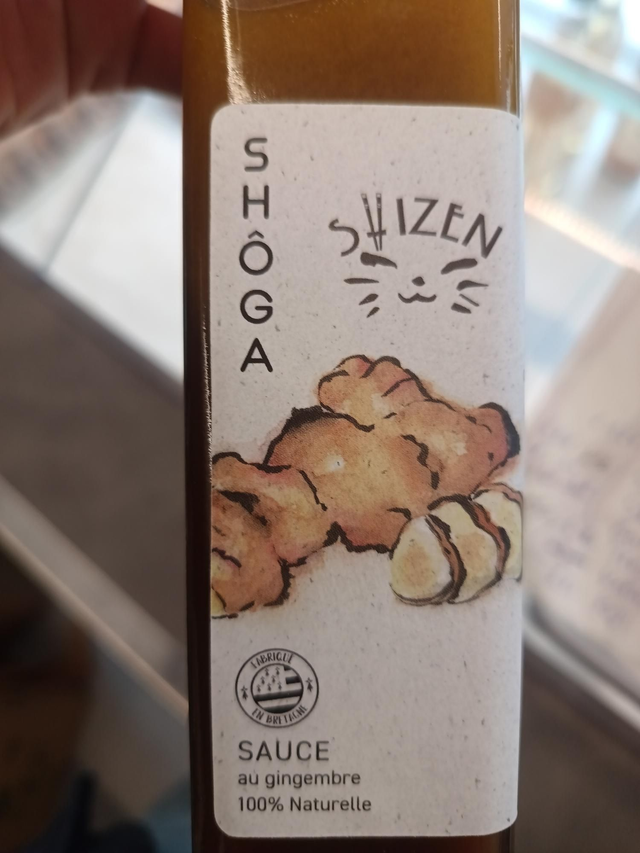 SHÔGA
SHIZEN
FABRIQUÉ
EN BRETAGNE
SAUCE
au gingembre
100% Naturelle